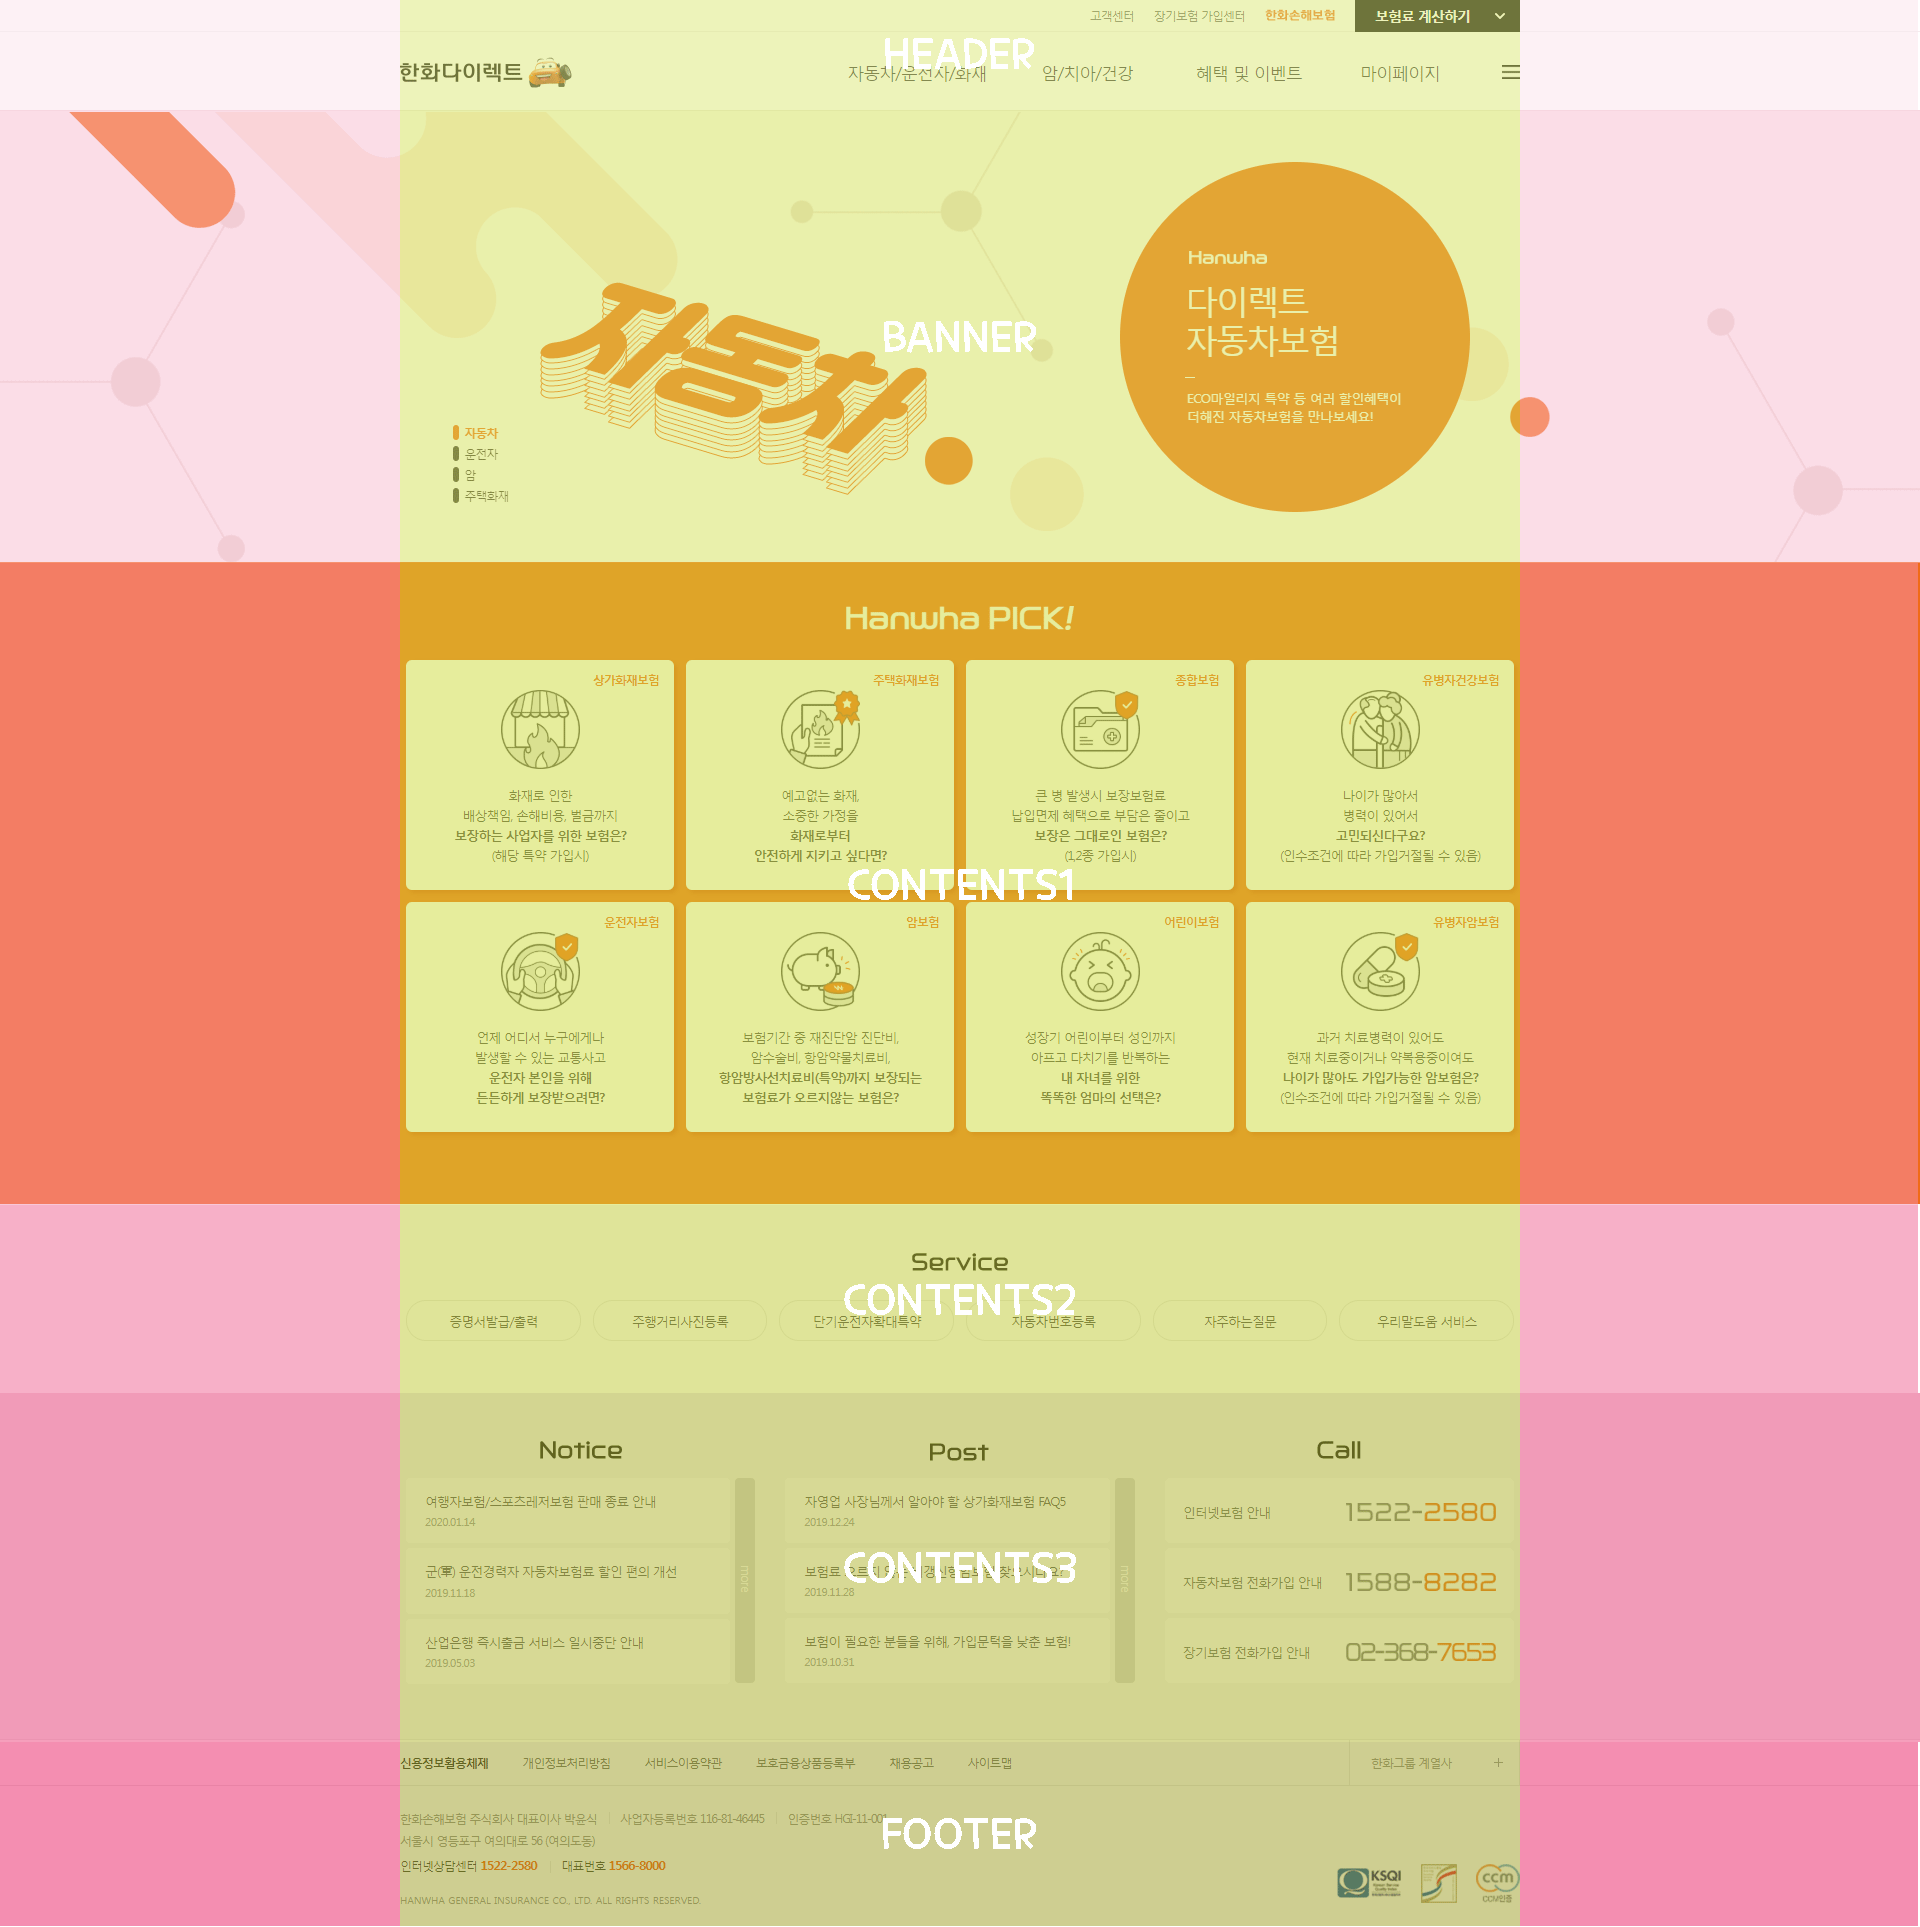 고객센터
장기보험 가입센터
한화손해보험
보험료 계산하기
HEADER
한화다이렉트
자동차/운전자/화재
암/치아/건강
혜택 및 이벤트
마이페이지
자동차
BANNER
Hanwha
다이렉트
자동차보험
ECO마일리지 특약 등 여러 할인혜택이
더해진 자동차보험을 만나보세요!
자동차
운전자
암
주택화재
Hanwha PICK!
상가화재보험
화재로 인한
배상책임, 손해비용, 벌금까지
보장하는 사업자를 위한 보험은?
(해당 특약 가입시)
주택화재보험
예고없는 화재,
소중한 가정을
화재로부터
안전하게 지키고 싶다면?
종합보험
큰 병 발생시 보장보험료
납입면제 혜택으로 부담은 줄이고
보장은 그대로인 보험은?
(1,2종 가입시)
유병자건강보험
나이가 많아서
병력이 있어서
고민되신다구요?
(인수조건에 따라 가입거절될 수 있음)
CONTENTS1
운전자보험
언제 어디서 누구에게나
발생할 수 있는 교통사고
운전자 본인을 위해
든든하게 보장받으려면?
암보험
보험기간 중 재진단암 진단비,
암수술비, 항암약물치료비,
항암방사선치료비(특약)까지 보장되는
보험료가 오르지않는 보험은?
어린이보험
성장기 어린이부터 성인까지
아프고 다치기를 반복하는
내 자녀를 위한
똑똑한 엄마의 선택은?
유병자암보험
과거 치료병력이 있어도
현재 치료중이거나 약복용중이여도
나이가 많아도 가입가능한 암보험은?
(인수조건에 따라 가입거절될 수 있음)
Service
CONTENTS2
증명서발급/출력
주행거리사진등록
단기운전자확대특약
자동차번호등록
자주하는질문
우리말도움 서비스
Notice
여행자보험/스포츠레저보험 판매 종료 안내
2020.01.14
군(軍) 운전경력자 자동차보험료 할인 편의 개선
2019.11.18
산업은행 즉시출금 서비스 일시중단 안내
2019.05.03
more
Post
자영업 사장님께서 알아야 할 상가화재보험 FAQ5
2019.12.24
CONTENTS3
보험료
2019.11.28
보험이 필요한 분들을 위해, 가입문턱을 낮춘 보험!
2019.10.31
more
Call
인터넷보험 안내 1522-2580
자동차보험 전화가입 안내 1588-8282
장기보험 전화가입 안내 02-368-7653
신용정보활용체제
개인정보처리방침
서비스이용약관
보호금융상품등록부
채용공고
사이트맵
한화그룹 계열사 +
한화손해보험 주식회사 대표이사 박윤식 사업자등록번호 116-81-46445 인증번호 HGI-11-001
서울시 영등포구 여의대로 56 (여의도동)
FOOTER
인터넷상담센터 1522-2580 대표번호 1566-8000
HANWHA GENERAL INSURANCE CO., LTD. ALL RIGHTS RESERVED.
KSQI
ccm
CCM인증